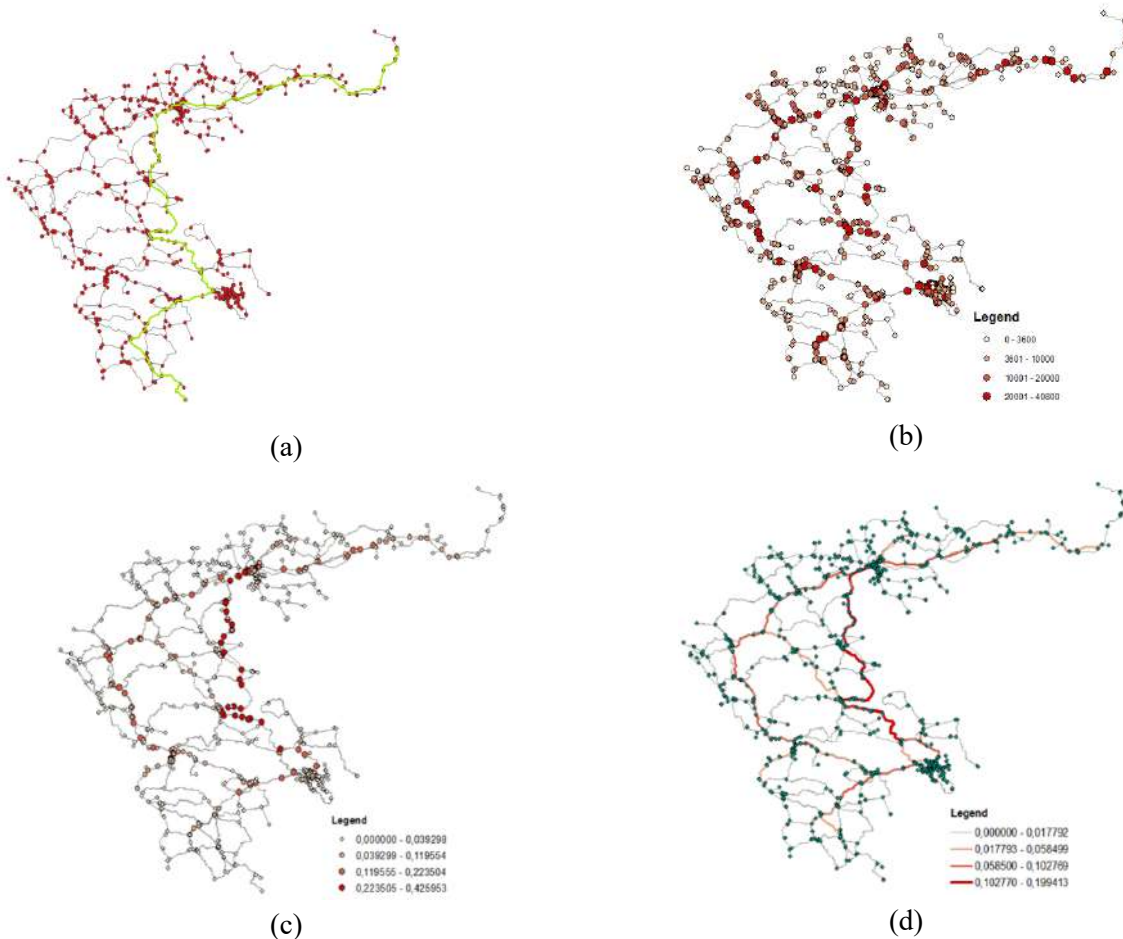 Legend
0 - 3600
3601 - 10000
10001 - 20000
20001 - 40800
(a)
(b)
Legend
0,000000 - 0,039298
0,039299 - 0,119554
0,119555 - 0,223504
0,223505 - 0,425953
Legend
0,000000 - 0,017792
0,017793 - 0,058499
0,058500 - 0,102769
0,102770 - 0,199413
(c)
(d)